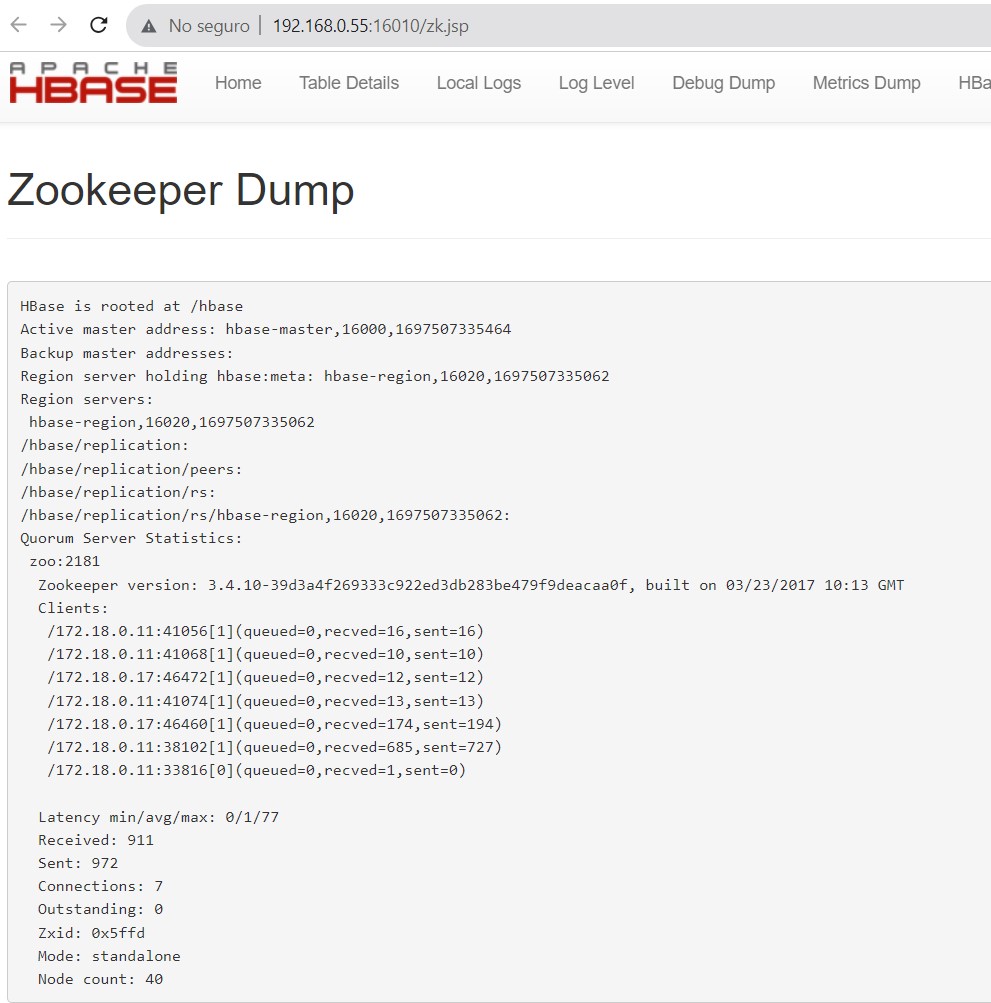 No seguro | 192.168.0.55:16010/zk.jsp
APACHE
HBASE
Home Table Details Local Logs Log Level Debug Dump Metrics Dump HBa
Zookeeper Dump
HBase is rooted at /hbase
Active master address: hbase-master,16000,1697507335464
Backup master addresses:
Region server holding hbase:meta: hbase-region,16020,1697507335062
Region servers:
hbase-region,16020,1697507335062
/hbase/replication:
/hbase/replication/peers:
/hbase/replication/rs:
/hbase/replication/rs/hbase-region,16020,1697507335062:
Quorum Server Statistics:
zoo:2181
Zookeeper version: 3.4.10-39d3a4f269333c922ed3db283be479f9deacaa0f, built on 03/23/2017 10:13 GMT
Clients:
/172.18.0.11:41056[1](queued=0,recved=16,sent=16)
/172.18.0.11:41068[1](queued=0,recved=10,sent=10)
/172.18.0.17:46472[1](queued=0,recved=12,sent=12)
/172.18.0.11:41074[1](queued=0,recved=13,sent=13)
/172.18.0.17:46460[1](queued=0,recved=174,sent=194)
/172.18.0.11:38102[1](queued=0,recved=685,sent=727)
/172.18.0.11:33816[0](queued=0,recved=1,sent=0)
Latency min/avg/max: 0/1/77
Received: 911
Sent: 972
Connections: 7
Outstanding: 0
Zxid: 0x5ffd
Mode: standalone
Node count: 40